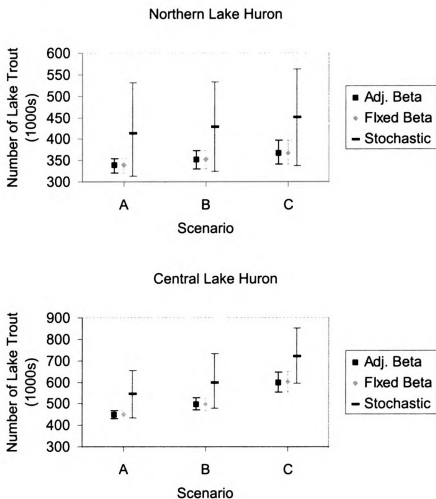 Northern Lake Huron
Number of Lake Trout
(1000s)
600
550
500
450
400
350
300
A B C
Scenario
Adj. Beta
FIxed Beta
Stochastic
Central Lake Huron
Number of Lake Trout
(1000s)
900
800
700
600
500
400
300
A B C
Scenario
Adj. Beta
FIxed Beta
Stochastic